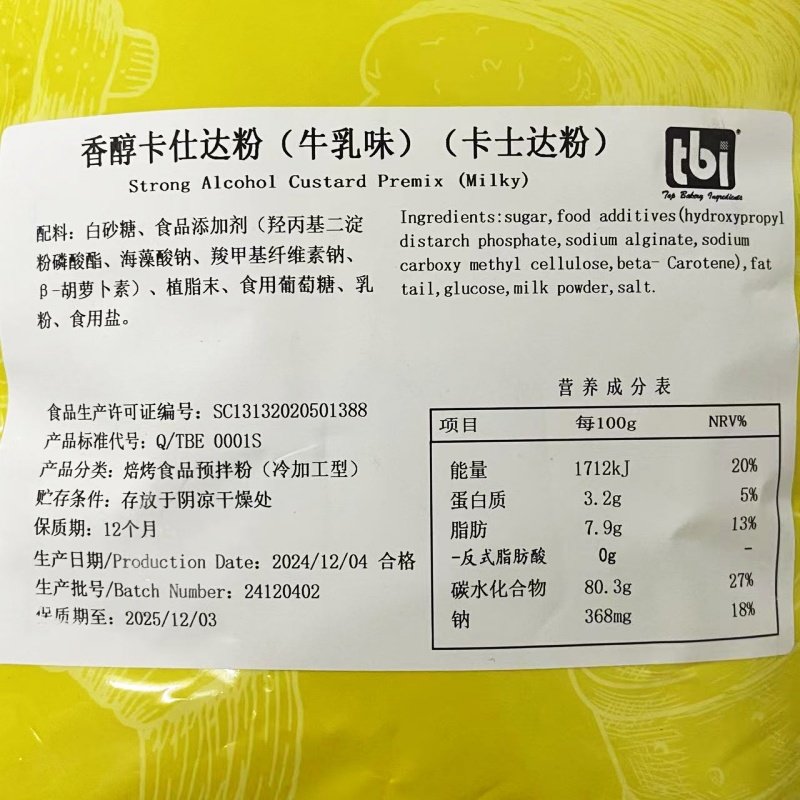 香醇卡仕达粉（牛乳味）（卡士达粉）
Strong Alcohol Custard Premix (Milky)
tbi
Top Bakery Ingredients
配料：白砂糖、食品添加剂（羟丙基二淀
粉磷酸酯、海藻酸钠、羧甲基纤维素钠、
β-胡萝卜素）、植脂末、食用葡萄糖、乳
粉、食用盐。
Ingredients:sugar,food additives(hydroxypropyl
distarch phosphate,sodium alginate,sodium
carboxy methyl cellulose,beta- Carotene),fat
tail,glucose,milk powder,salt.
食品生产许可证编号：SC13132020501388
产品标准代号：Q/TBE 0001S
产品分类：焙烤食品预拌粉（冷加工型）
贮存条件：存放于阴凉干燥处
保质期：12个月
生产日期/Production Date：2024/12/04 合格
生产批号/Batch Number：24120402
保质期至：2025/12/03
营养成分表
项目 每100g NRV%
能量 1712kJ 20%
蛋白质 3.2g 5%
脂肪 7.9g 13%
-反式脂肪酸 0g -
碳水化合物 80.3g 27%
钠 368mg 18%